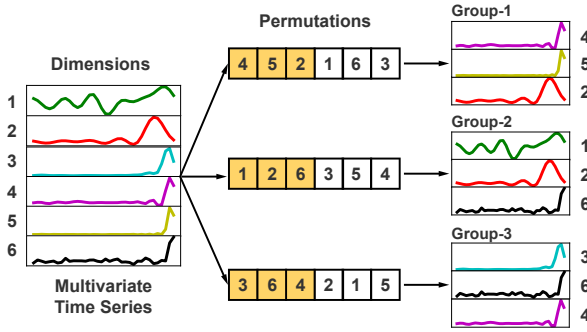 Permutations
Group-1
Dimensions
4 5 2 1 6 3
4
5
2
1
2
3
4
5
6
Group-2
1 2 6 3 5 4
1
2
6
Group-3
3 6 4 2 1 5
3
6
4
Multivariate
Time Series